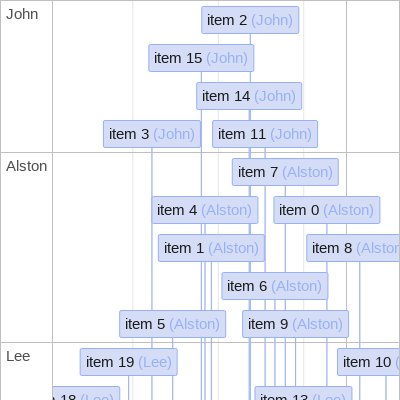 John
item 2 (John)
item 15 (John)
item 14 (John)
item 3 (John)
item 11 (John)
Alston
item 7 (Alston)
item 4 (Alston)
item 0 (Alston)
item 1 (Alston)
item 8 (Alstor
item 6 (Alston)
item 5 (Alston)
item 9 (Alston)
Lee
item 19 (Lee)
item 10 (
18 (Lee)
item 13 (Lee)